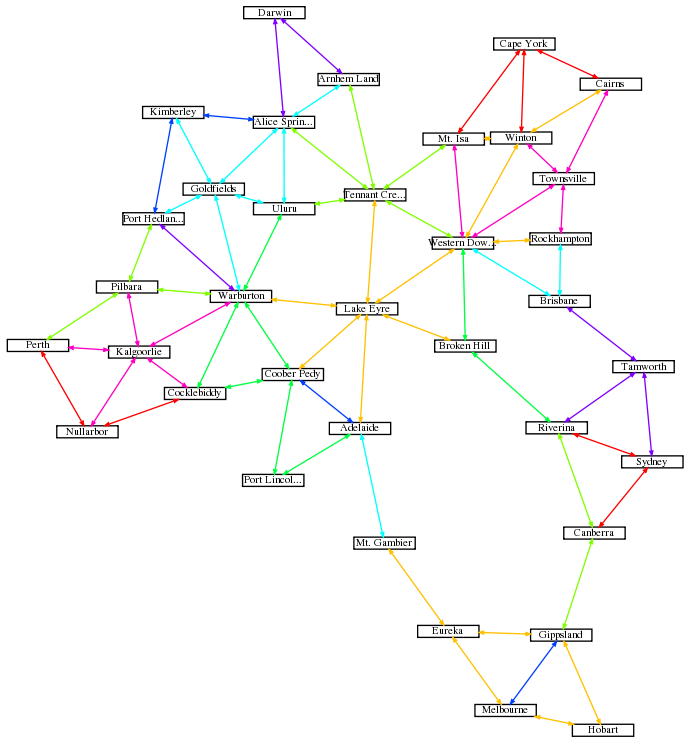 Darwin
Cape York
Arnhem Land
Cairns
Kimberley
Alice Sprin...
Mt. Isa
Winton
Townsville
Goldfields
Tennant Cre...
Uluru
Port Hedlan...
Western Dow...
Rockhampton
Pilbara
Warburton
Brisbane
Lake Eyre
Perth
Kalgoorlie
Broken Hill
Tamworth
Coober Pedy
Cocklebiddy
Nullarbor
Adelaide
Riverina
Sydney
Port Lincol...
Canberra
Mt. Gambier
Eureka
Gippsland
Melbourne
Hobart